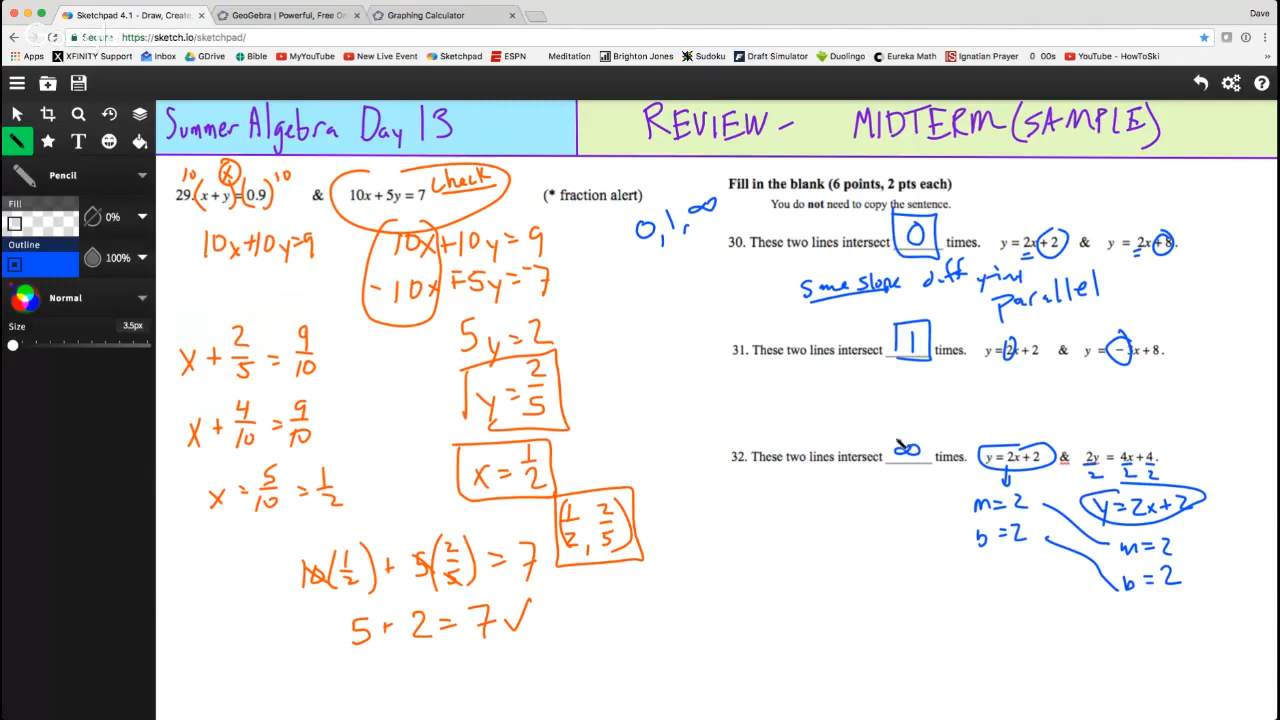 Sketchpad 4.1 - Draw, Create,
GeoGebra | Powerful, Free On
Graphing Calculator
Dave
Secure https://sketch.io/sketchpad/
Apps XFINITY Support Inbox GDrive Bible MyYouTube New Live Event Sketchpad ESPN Meditation Brighton Jones Sudoku Draft Simulator Duolingo Eureka Math Ignatian Prayer 00s YouTube - HowToSki
Pencil
Fill
0%
Outline
100%
Normal
Size
3.5px
Summer Algebra Day 13
REVIEW - MIDTERM (SAMPLE)
10 x 10
29. (x + y) = (0.9) & 10x + 5y = 7 check (* fraction alert)
10x+10y=9
10x+10y=9
-10x +-5y=-7
5y=2
y=2/5
x + 2/5 = 9/10
x + 4/10 = 9/10
x = 5/10 = 1/2
x = 1/2
(1/2, 2/5)
10(1/2) + 5(2/5) = 7
5 + 2 = 7 ✓
Fill in the blank (6 points, 2 pts each)
You do not need to copy the sentence.
0, 1, ∞
30. These two lines intersect 0 times. y = 2x + 2 & y = 2x + 8.
same slope diff y-int
parallel
31. These two lines intersect 1 times. y = 2x + 2 & y = -3x + 8.
32. These two lines intersect ∞ times. y = 2x + 2 & 2y = 4x + 4.
2 2 2
m=2
b=2
y=2x+2
m=2
b=2